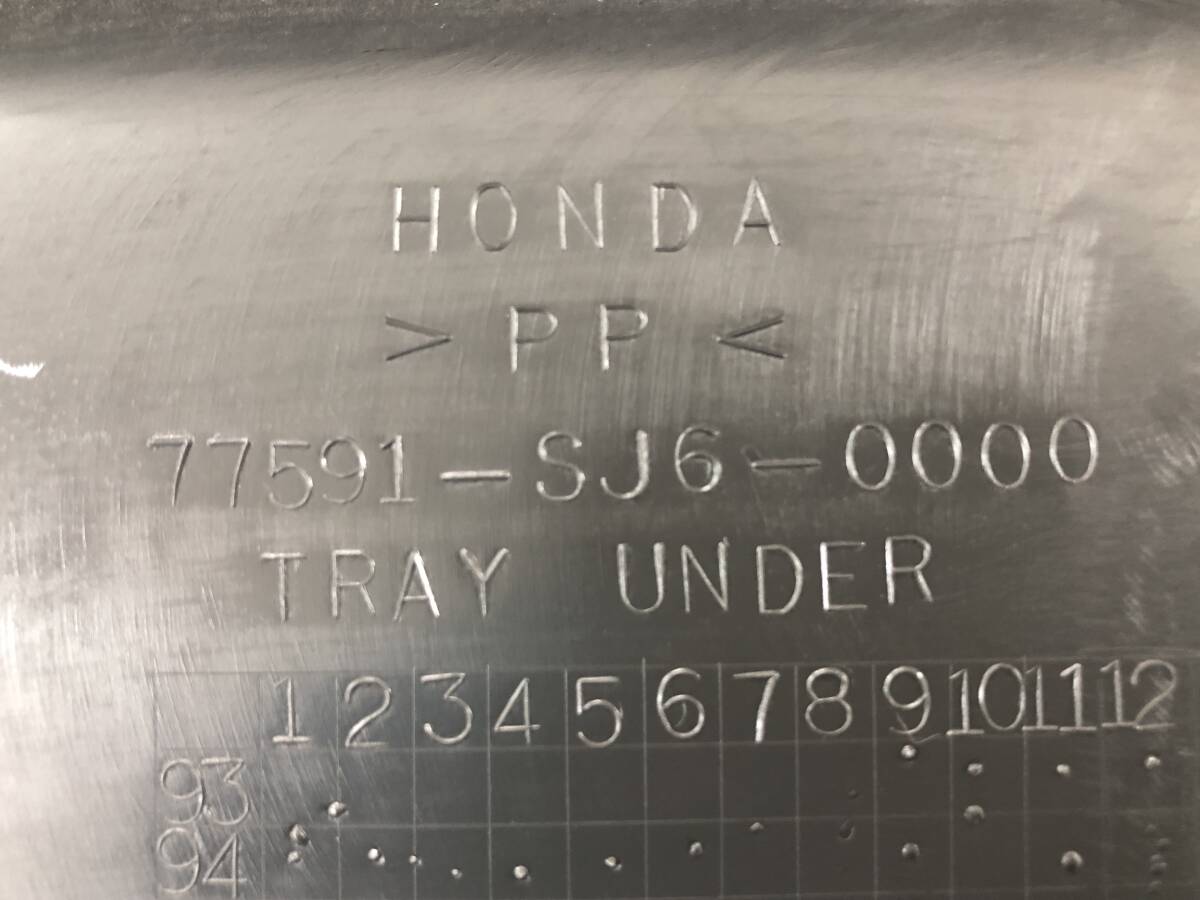 HONDA
>PP<
77591-SJ6-0000
TRAY UNDER
1 2 3 4 5 6 7 8 9 10 11 12
93
94